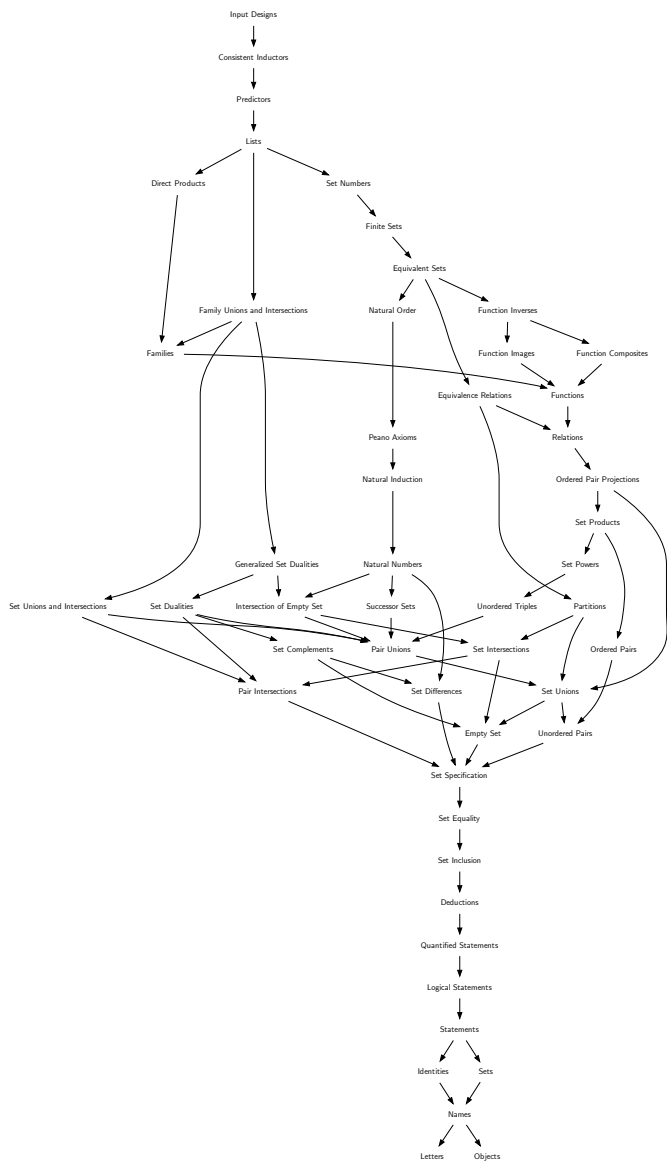 Input Designs
Consistent Inductors
Predictors
Lists
Direct Products
Set Numbers
Finite Sets
Equivalent Sets
Family Unions and Intersections
Natural Order
Function Inverses
Families
Function Images
Function Composites
Equivalence Relations
Functions
Peano Axioms
Relations
Natural Induction
Ordered Pair Projections
Set Products
Generalized Set Dualities
Natural Numbers
Set Powers
Set Unions and Intersections
Set Dualities
Intersection of Empty Set
Successor Sets
Unordered Triples
Partitions
Set Complements
Pair Unions
Set Intersections
Ordered Pairs
Pair Intersections
Set Differences
Set Unions
Empty Set
Unordered Pairs
Set Specification
Set Equality
Set Inclusion
Deductions
Quantified Statements
Logical Statements
Statements
Identities
Sets
Names
Letters
Objects